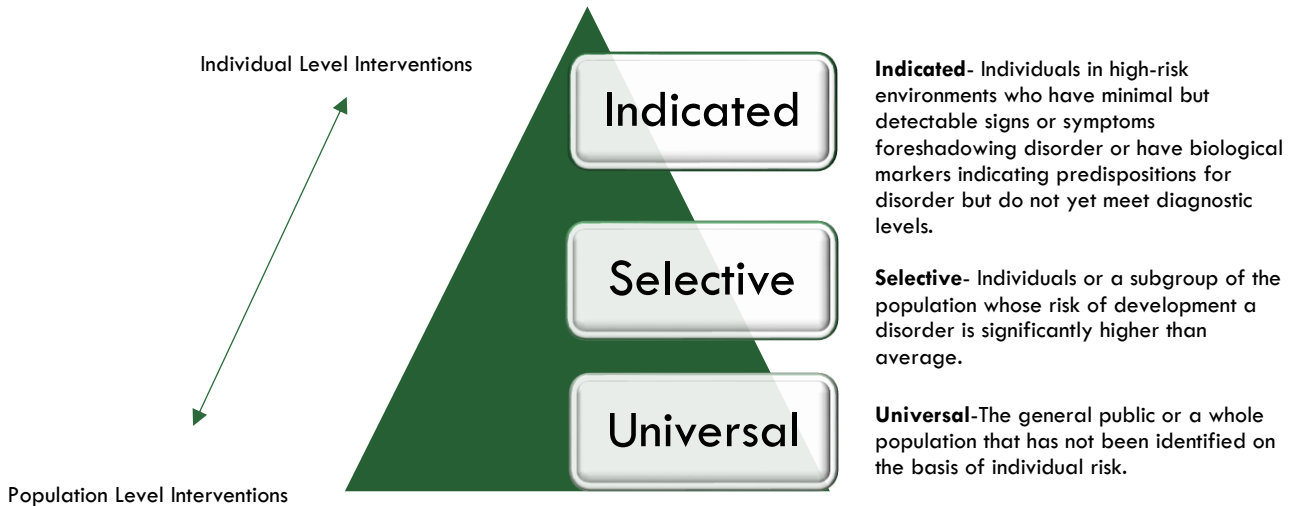 Individual Level Interventions
Population Level Interventions
Indicated
Selective
Universal
Indicated- Individuals in high-risk
environments who have minimal but
detectable signs or symptoms
foreshadowing disorder or have biological
markers indicating predispositions for
disorder but do not yet meet diagnostic
levels.
Selective- Individuals or a subgroup of the
population whose risk of development a
disorder is significantly higher than
average.
Universal-The general public or a whole
population that has not been identified on
the basis of individual risk.